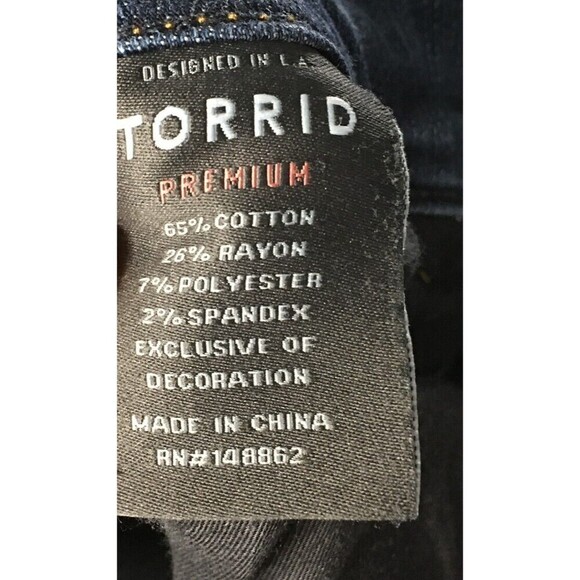 DESIGNED IN L.A.
TORRID
PREMIUM
65% COTTON
26% RAYON
7% POLYESTER
2% SPANDEX
EXCLUSIVE OF
DECORATION
MADE IN CHINA
RN#148862